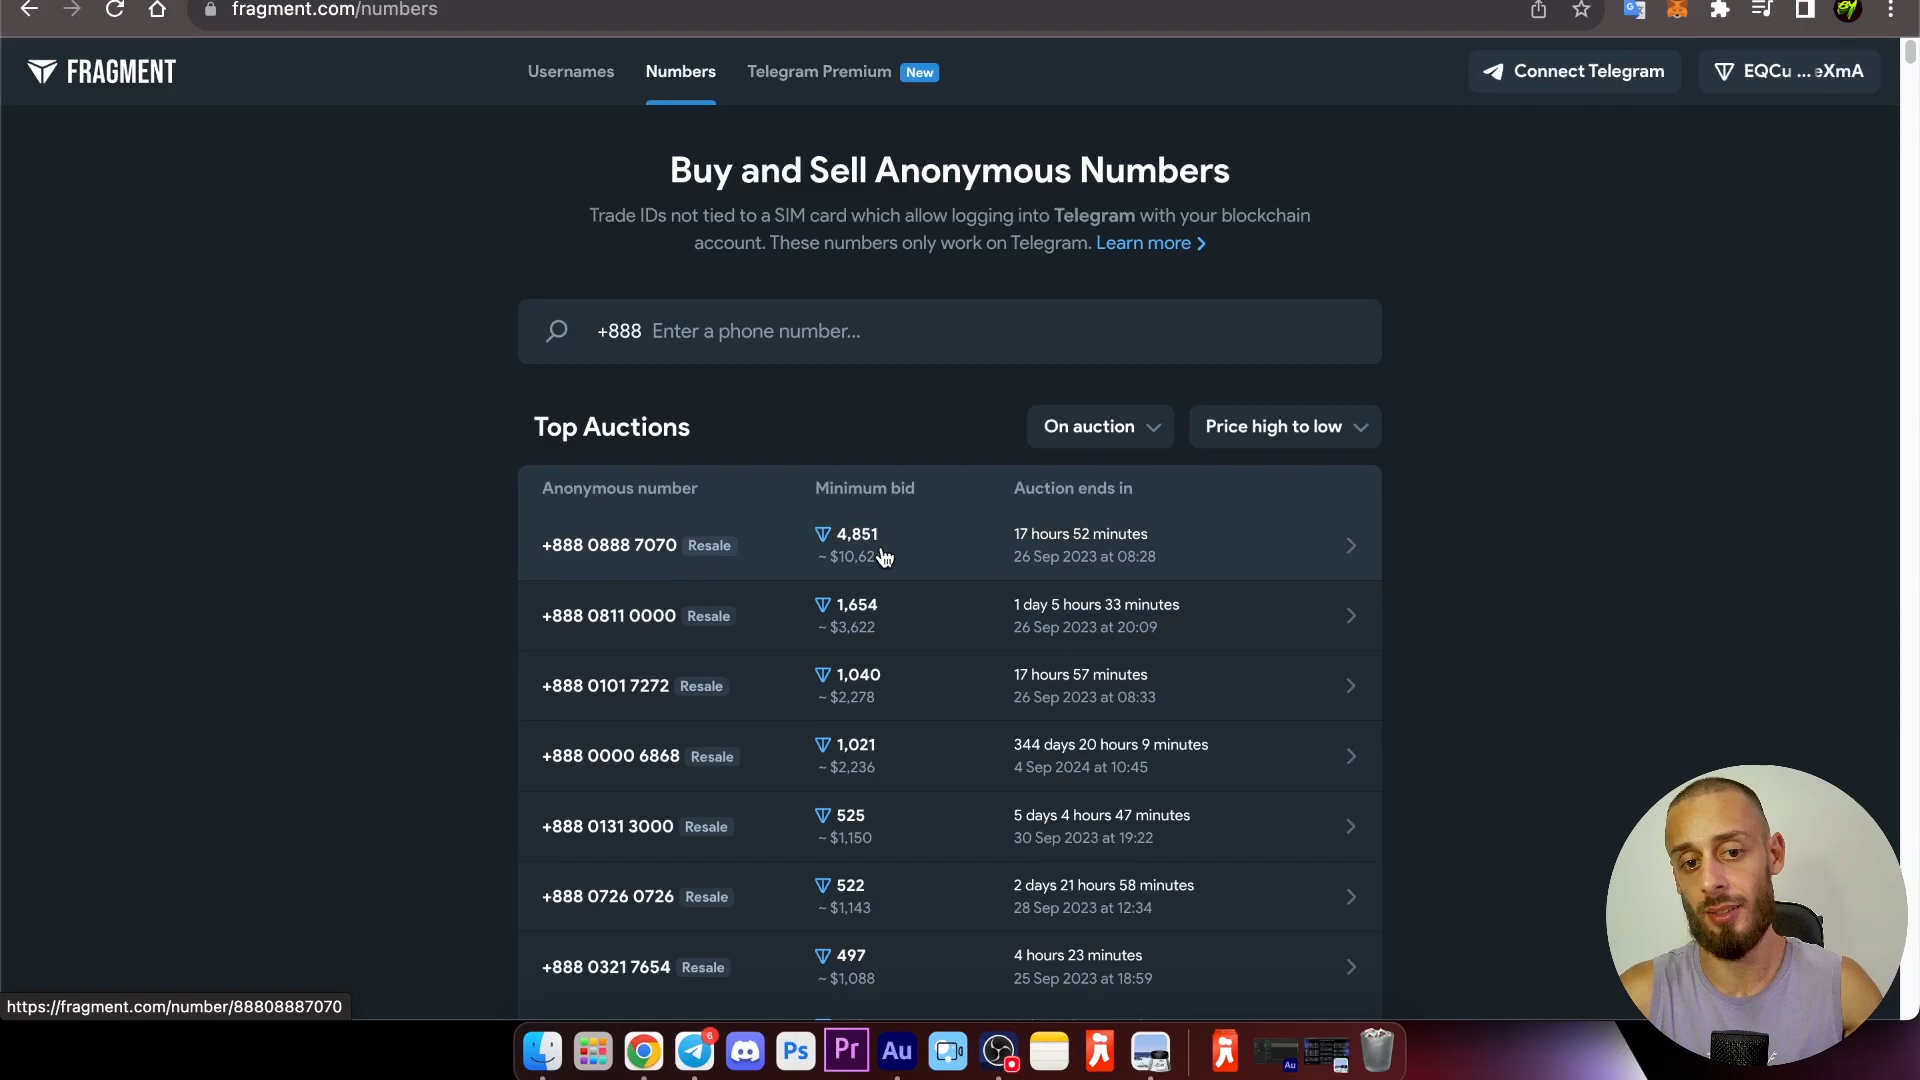 fragment.com/numbers
FRAGMENT
Usernames
Numbers
Telegram Premium New
Connect Telegram
EQCu ... eXmA
Buy and Sell Anonymous Numbers
Trade IDs not tied to a SIM card which allow logging into Telegram with your blockchain
account. These numbers only work on Telegram. Learn more
+888 Enter a phone number...
Top Auctions
On auction
Price high to low
Anonymous number Minimum bid Auction ends in
+888 0888 7070 Resale
4,851
17 hours 52 minutes
26 Sep 2023 at 08:28
+888 0811 0000 Resale
1,654
~ $3,622
1 day 5 hours 33 minutes
26 Sep 2023 at 20:09
+888 0101 7272 Resale
1,040
~ $2,278
17 hours 57 minutes
26 Sep 2023 at 08:33
+888 0000 6868 Resale
1,021
~ $2,236
344 days 20 hours 9 minutes
4 Sep 2024 at 10:45
+888 0131 3000 Resale
525
~ $1,150
5 days 4 hours 47 minutes
30 Sep 2023 at 19:22
+888 0726 0726 Resale
522
~ $1,143
2 days 21 hours 58 minutes
28 Sep 2023 at 12:34
+888 0321 7654 Resale
497
~ $1,088
4 hours 23 minutes
25 Sep 2023 at 18:59
https://fragment.com/number/88808887070
6
Ps
Pr
Au
Au